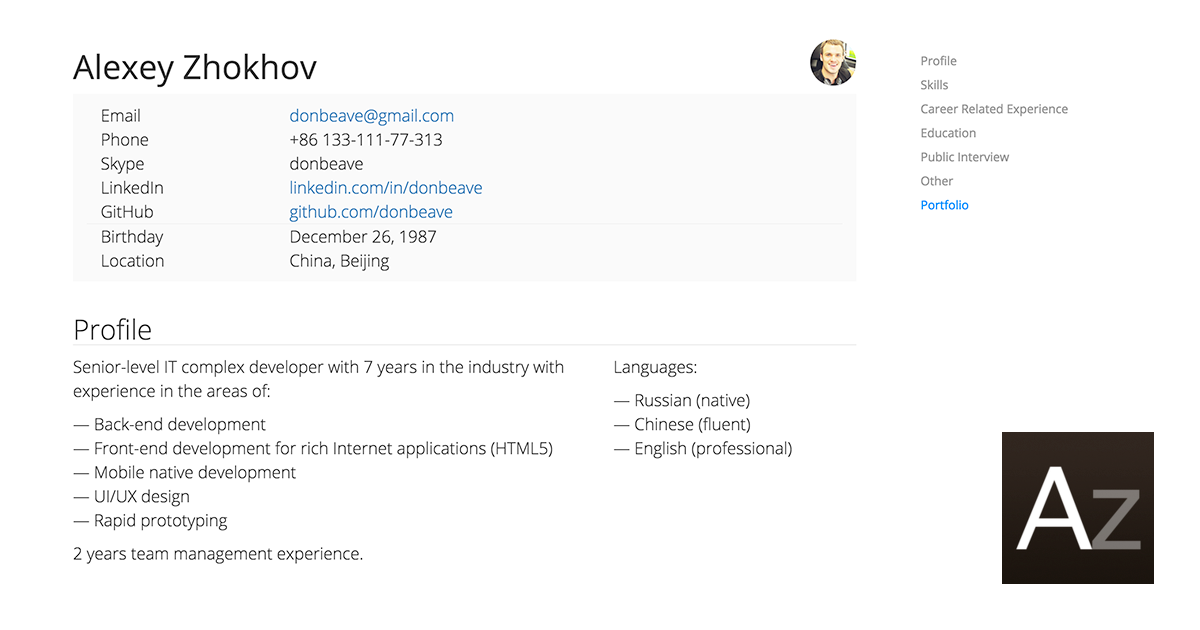 Alexey Zhokhov
Email donbeave@gmail.com
Phone +86 133-111-77-313
Skype donbeave
LinkedIn linkedin.com/in/donbeave
GitHub github.com/donbeave
Birthday December 26, 1987
Location China, Beijing
Profile
Senior-level IT complex developer with 7 years in the industry with
experience in the areas of:
— Back-end development
— Front-end development for rich Internet applications (HTML5)
— Mobile native development
— UI/UX design
— Rapid prototyping
2 years team management experience.
Languages:
— Russian (native)
— Chinese (fluent)
— English (professional)
Profile
Skills
Career Related Experience
Education
Public Interview
Other
Portfolio
Az